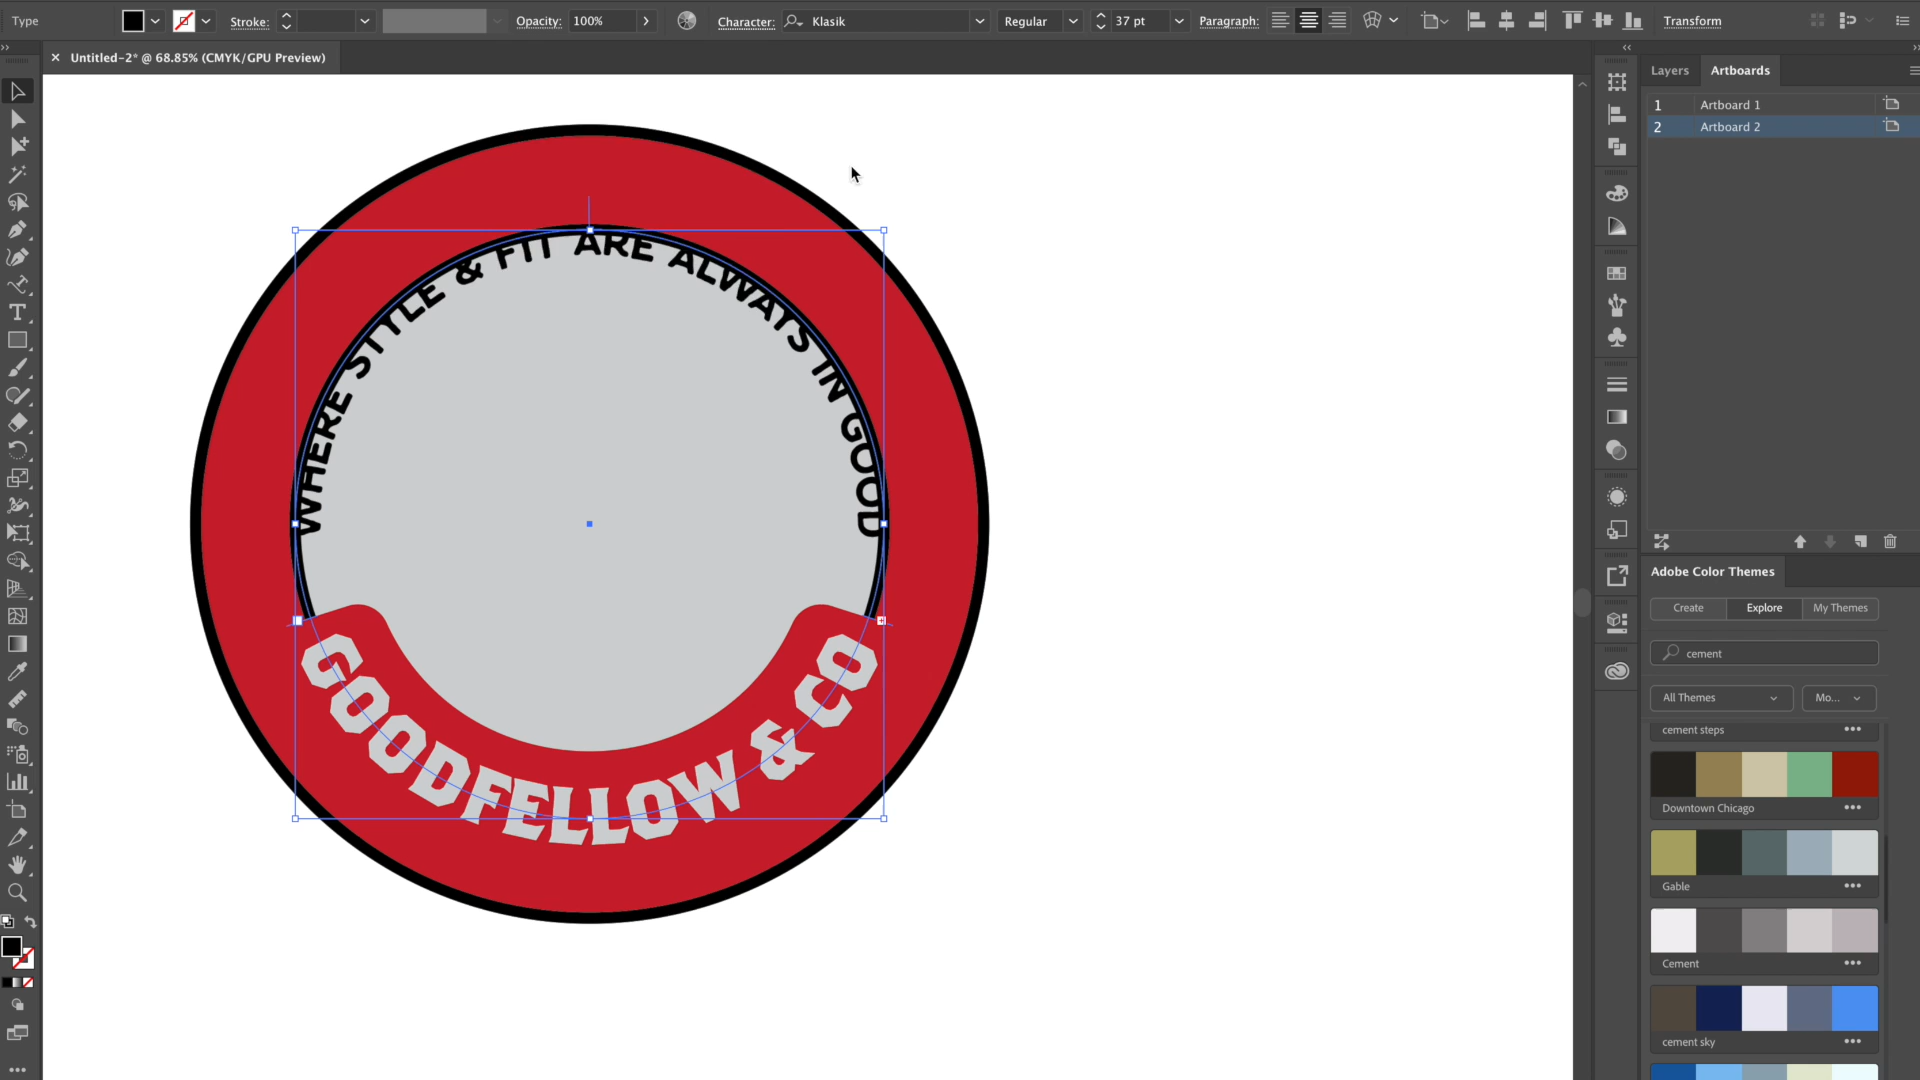 Type
Stroke:
Opacity:
100%
Character:
Klasik
Regular
37 pt
Paragraph:
Transform
Untitled-2* @ 68.85% (CMYK/GPU Preview)
Layers
Artboards
1
Artboard 1
2
Artboard 2
WHERE STYLE & FIT ARE ALWAYS IN GOOD
GOODFELLOW & CO
Adobe Color Themes
Create
Explore
My Themes
cement
All Themes
Mo...
cement steps
Downtown Chicago
Gable
Cement
cement sky